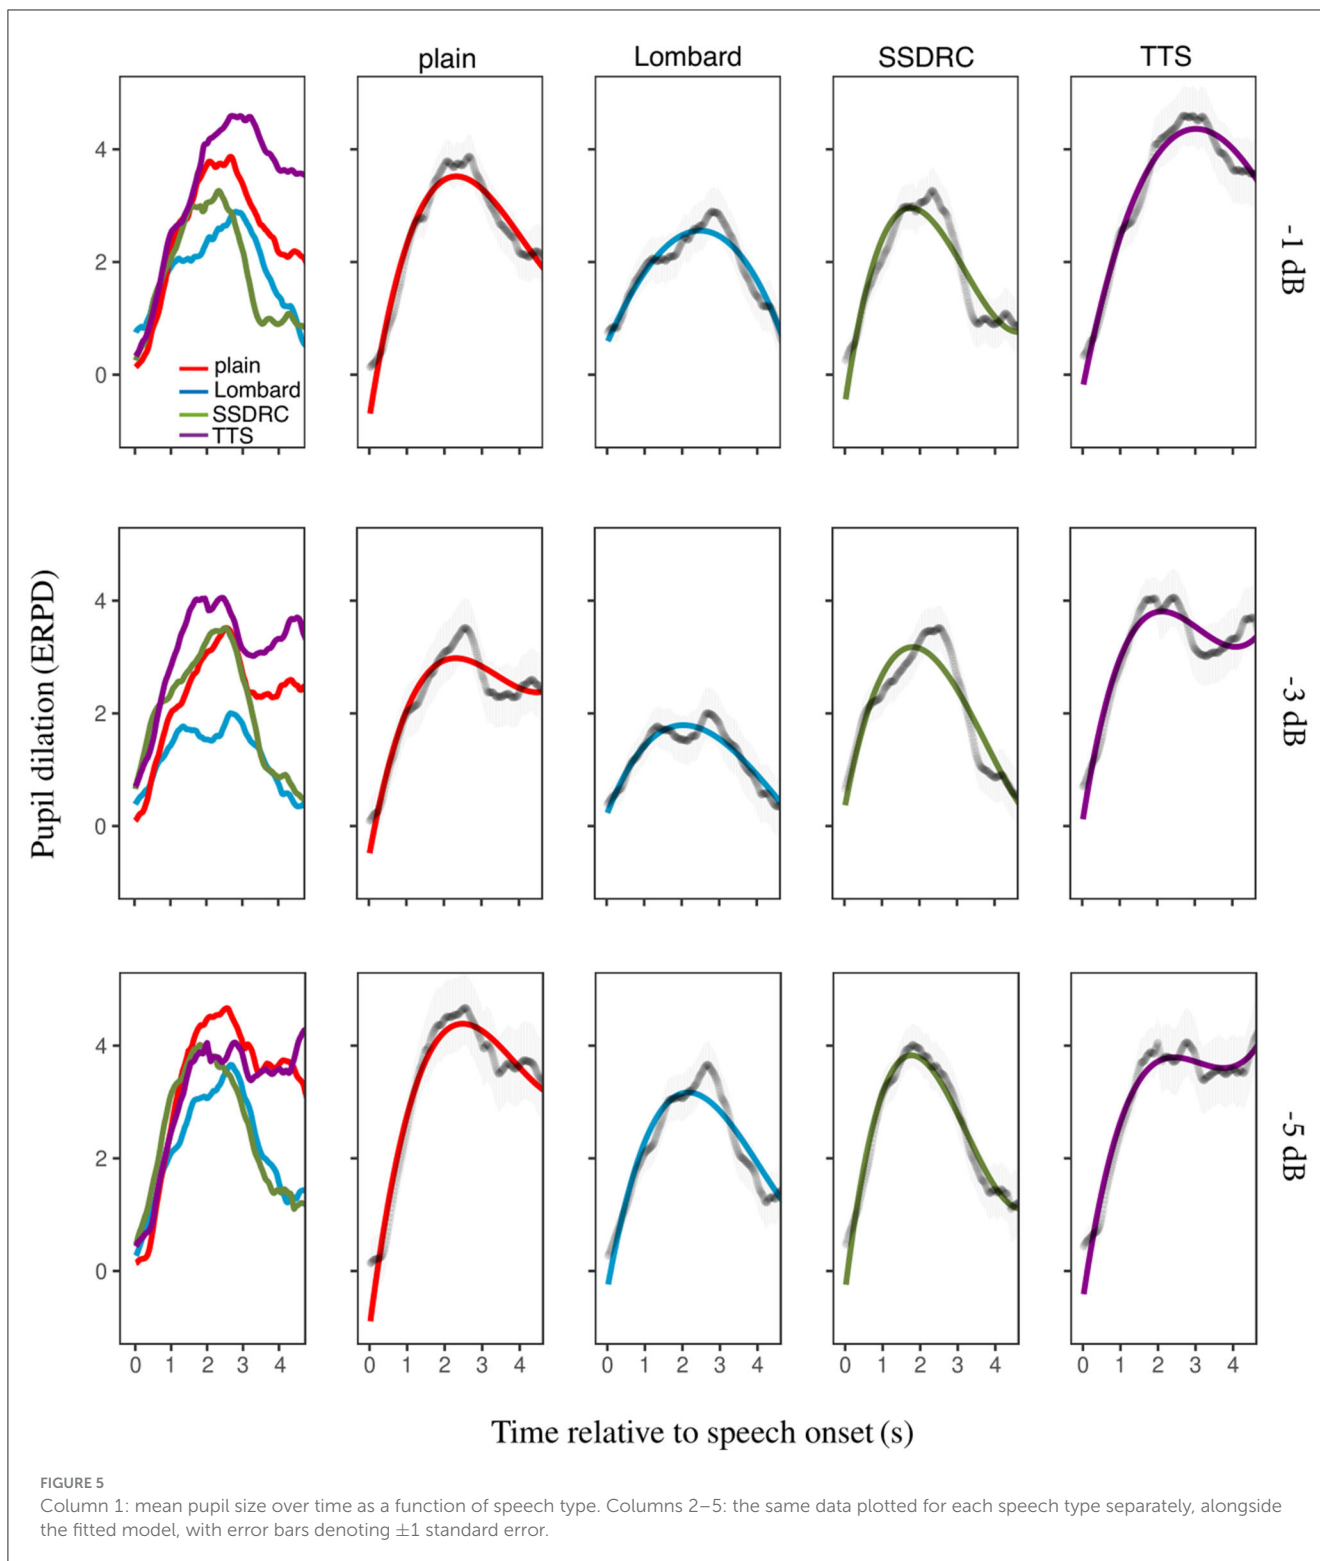 plain Lombard SSDRC TTS
4
2
0
plain
Lombard
SSDRC
TTS
-1 dB
Pupil dilation (ERPD)
4
2
0
-3 dB
4
2
0
-5 dB
0 1 2 3 4 0 1 2 3 4 0 1 2 3 4 0 1 2 3 4 0 1 2 3 4
Time relative to speech onset (s)
FIGURE 5
Column 1: mean pupil size over time as a function of speech type. Columns 2–5: the same data plotted for each speech type separately, alongside
the fitted model, with error bars denoting ±1 standard error.